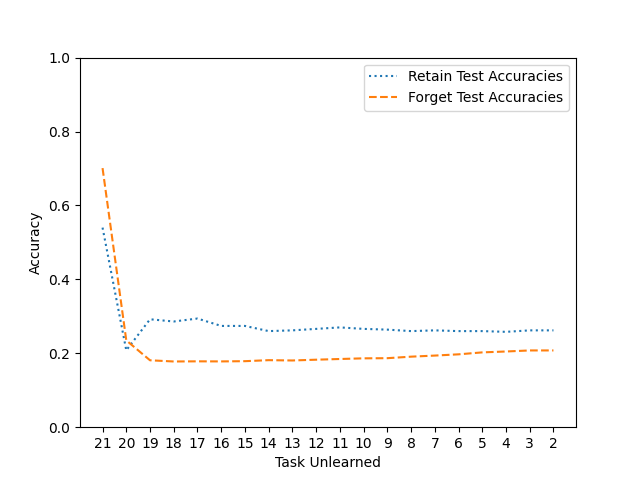 1.0
0.8
0.6
0.4
0.2
0.0
Accuracy
Retain Test Accuracies
Forget Test Accuracies
21 20 19 18 17 16 15 14 13 12 11 10 9 8 7 6 5 4 3 2
Task Unlearned